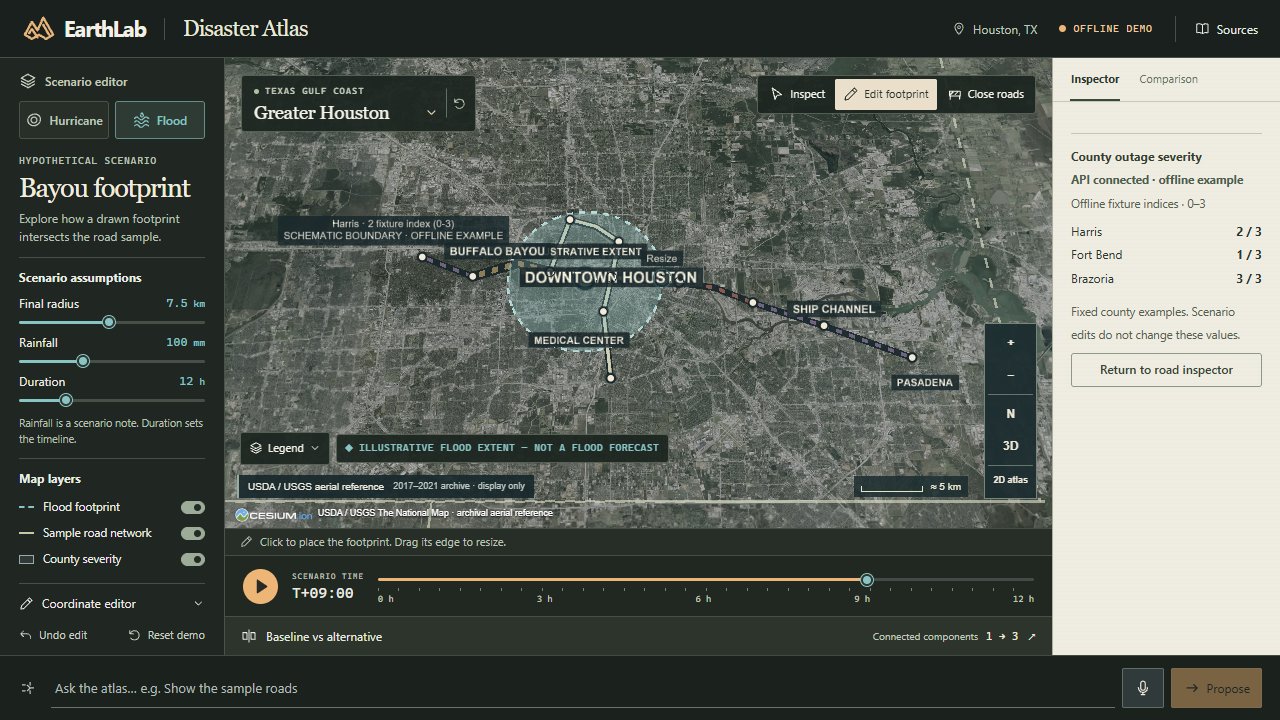 EarthLab
Disaster Atlas
Houston, TX
OFFLINE DEMO
Sources
Scenario editor
Hurricane
Flood
HYPOTHETICAL SCENARIO
Bayou footprint
Explore how a drawn footprint
intersects the road sample.
Scenario assumptions
Final radius 7.5 km
Rainfall 100 mm
Duration 12 h
Rainfall is a scenario note. Duration sets
the timeline.
Map layers
Flood footprint
Sample road network
County severity
Coordinate editor
Undo edit
Reset demo
TEXAS GULF COAST
Greater Houston
Inspect
Edit footprint
Close roads
Harris · 2 fixture index (0-3)
SCHEMATIC BOUNDARY · OFFLINE EXAMPLE
BUFFALO BAYOU
STRATIVE EXTENT
Resize
DOWNTOWN HOUSTON
SHIP CHANNEL
MEDICAL CENTER
PASADENA
+
−
N
3D
2D atlas
Legend
ILLUSTRATIVE FLOOD EXTENT — NOT A FLOOD FORECAST
USDA / USGS aerial reference 2017–2021 archive · display only
≈ 5 km
CESIUM ion
USDA / USGS The National Map · archival aerial reference
Click to place the footprint. Drag its edge to resize.
SCENARIO TIME
T+09:00
0 h 3 h 6 h 9 h 12 h
Baseline vs alternative
Connected components 1 → 3 ↗
Inspector
Comparison
County outage severity
API connected · offline example
Offline fixture indices · 0–3
Harris 2 / 3
Fort Bend 1 / 3
Brazoria 3 / 3
Fixed county examples. Scenario
edits do not change these values.
Return to road inspector
Ask the atlas... e.g. Show the sample roads
Propose